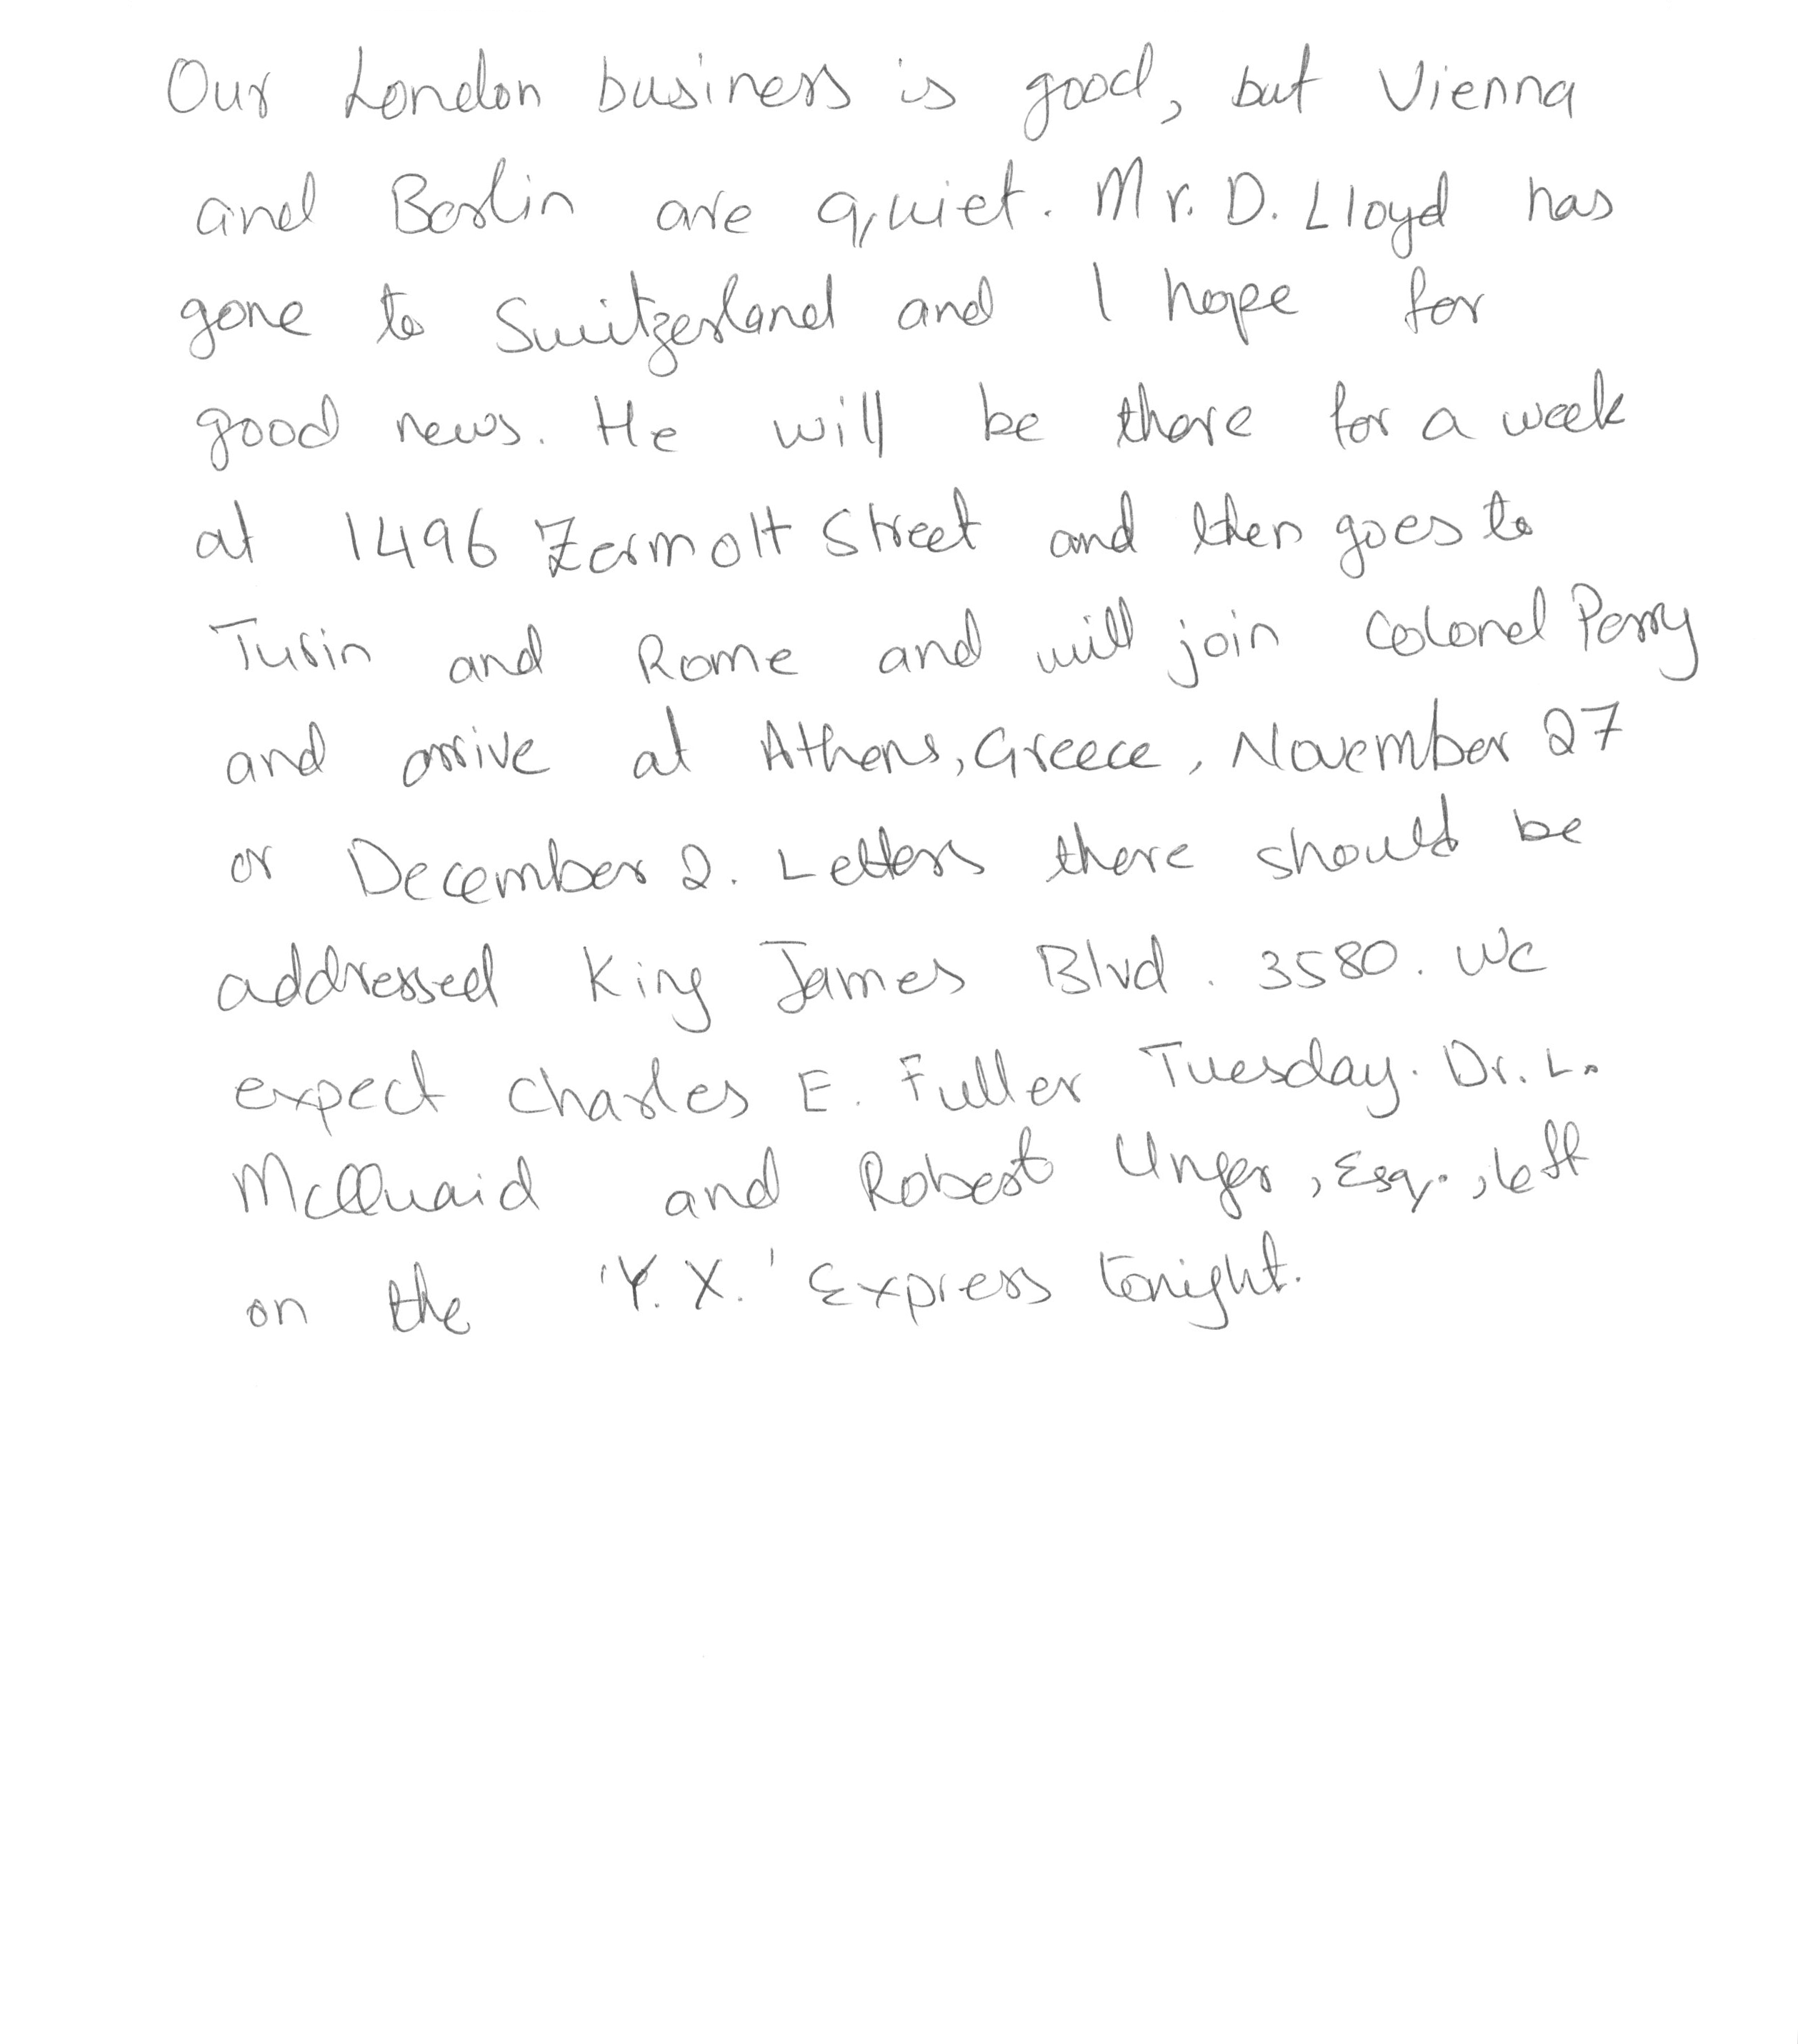 Our London business is good, but Vienna
and Berlin are quiet. Mr. D. Lloyd has
gone to Switzerland and I hope for
good news. He will be there for a week
at 1496 Zermott Street and then goes to
Turin and Rome and will join Colonel Parry
and arrive at Athens, Greece, November 27
or December 2. Letters there should be
addressed King James Blvd. 3580. We
expect Charles E. Fuller Tuesday. Dr. L.
McQuaid and Robert Unger, Esq., left
on the 'Y. X.' Express tonight.